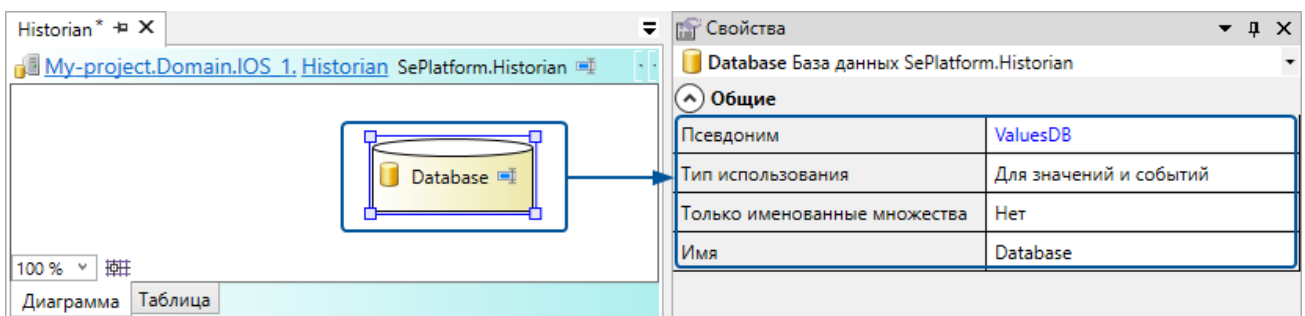 Historian*
My-project.Domain.IOS_1. Historian SePlatform.Historian
Database
100 %
Диаграмма Таблица
Свойства
Database База данных SePlatform.Historian
Общие
Псевдоним ValuesDB
Тип использования Для значений и событий
Только именованные множества Нет
Имя Database